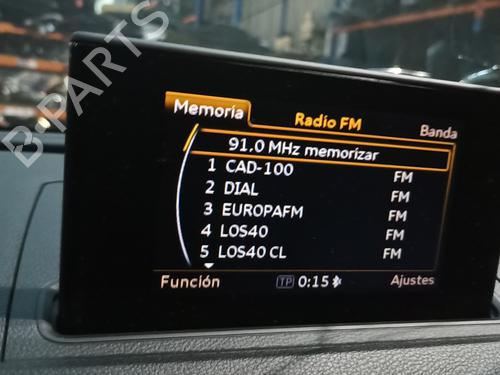 B-PARTS
Memoria Radio FM Banda
91.0 MHz memorizar
1 CAD-100 FM
2 DIAL FM
3 EUROPAFM FM
4 LOS40 FM
5 LOS40 CL FM
Función TP 0:15 Ajustes